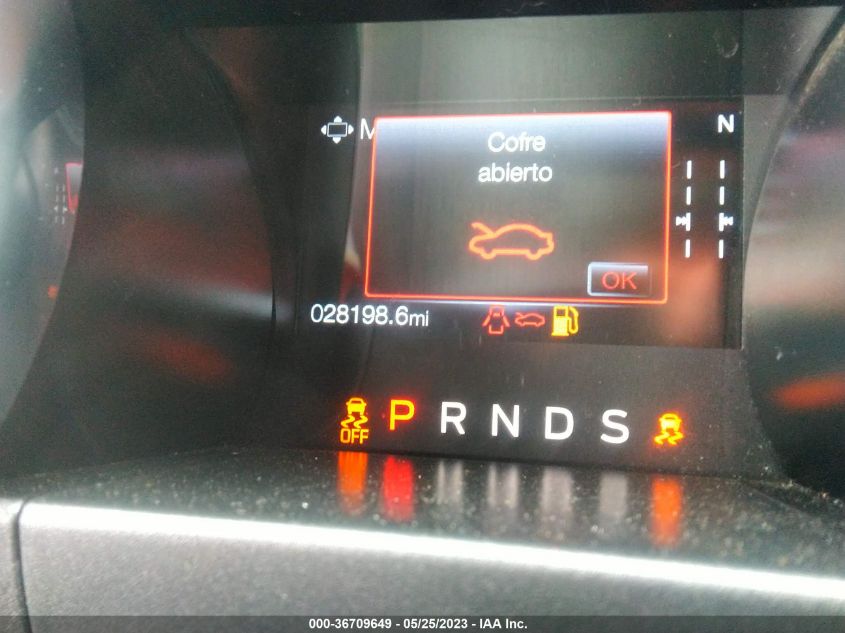 M
N
Cofre
abierto
OK
028198.6mi
P R N D S
OFF
000-36709649 - 05/25/2023 - IAA Inc.